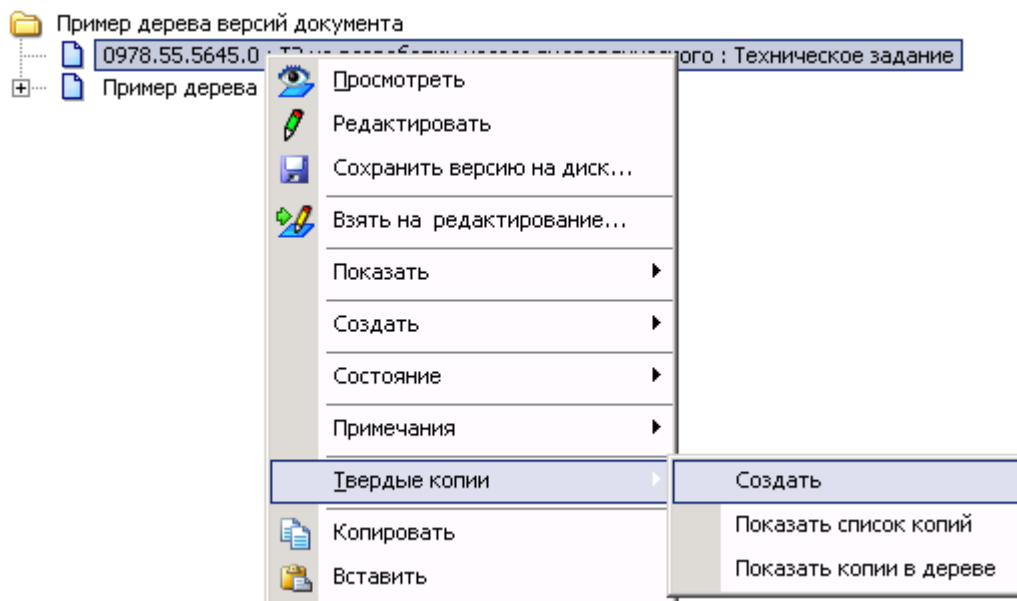 Пример дерева версий документа
0978.55.5645.0 : ого : Техническое задание
Пример дерева
Просмотреть
Редактировать
Сохранить версию на диск...
Взять на редактирование...
Показать
Создать
Состояние
Примечания
Твердые копии
Создать
Показать список копий
Копировать
Показать копии в дереве
Вставить